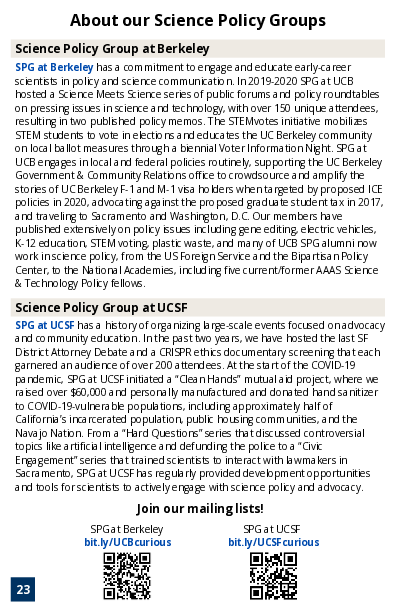 About our Science Policy Groups
Science Policy Group at Berkeley
SPG at Berkeley has a commitment to engage and educate early-career
scientists in policy and science communication. In 2019-2020 SPG at UCB
hosted a Science Meets Science series of public forums and policy roundtables
on pressing issues in science and technology, with over 150 unique attendees,
resulting in two published policy memos. The STEMvotes initiative mobilizes
STEM students to vote in elections and educates the UC Berkeley community
on local ballot measures through a biennial Voter Information Night. SPG at
UCB engages in local and federal policies routinely, supporting the UC Berkeley
Government & Community Relations office to crowdsource and amplify the
stories of UC Berkeley F-1 and M-1 visa holders when targeted by proposed ICE
policies in 2020, advocating against the proposed graduate student tax in 2017,
and traveling to Sacramento and Washington, D.C. Our members have
published extensively on policy issues including gene editing, electric vehicles,
K-12 education, STEM voting, plastic waste, and many of UCB SPG alumni now
work in science policy, from the US Foreign Service and the Bipartisan Policy
Center, to the National Academies, including five current/former AAAS Science
& Technology Policy fellows.
Science Policy Group at UCSF
SPG at UCSF has a history of organizing large-scale events focused on advocacy
and community education. In the past two years, we have hosted the last SF
District Attorney Debate and a CRISPR ethics documentary screening that each
garnered an audience of over 200 attendees. At the start of the COVID-19
pandemic, SPG at UCSF initiated a "Clean Hands" mutual aid project, where we
raised over $60,000 and personally manufactured and donated hand sanitizer
to COVID-19-vulnerable populations, including approximately half of
California's incarcerated population, public housing communities, and the
Navajo Nation. From a "Hard Questions" series that discussed controversial
topics like artificial intelligence and defunding the police to a "Civic
Engagement" series that trained scientists to interact with lawmakers in
Sacramento, SPG at UCSF has regularly provided development opportunities
and tools for scientists to actively engage with science policy and advocacy.
Join our mailing lists!
SPG at Berkeley
bit.ly/UCBcurious
SPG at UCSF
bit.ly/UCSFcurious
23